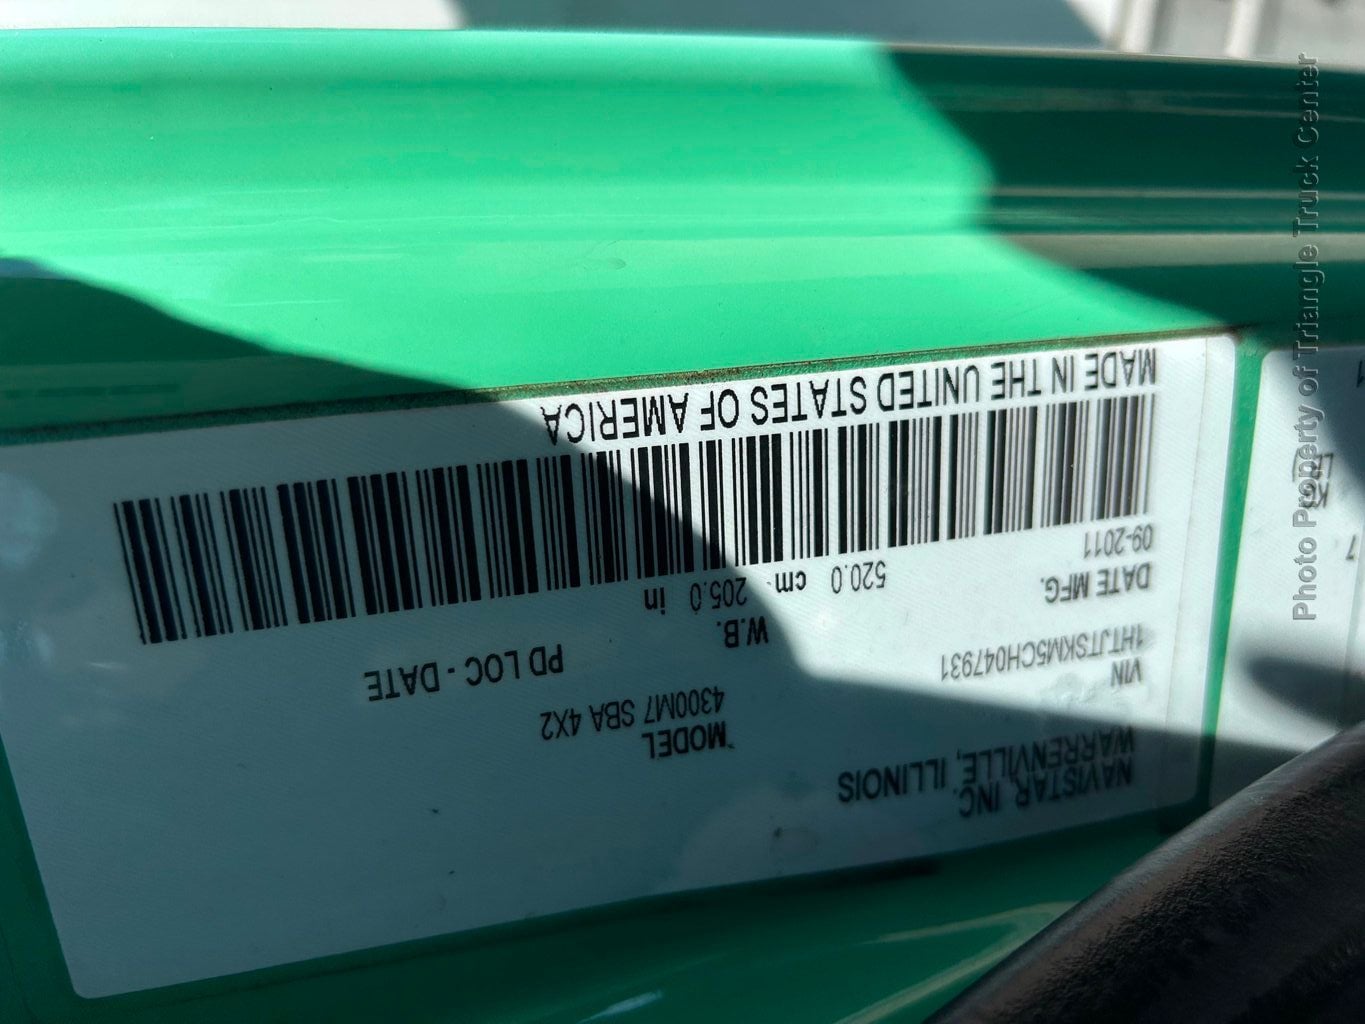 NAVISTAR, INC
WARRENVILLE, ILLINOIS
VIN
1HTJTSKM5CH047931
MODEL
4300M7 SBA 4X2
DATE MFG.
09-2011
W.B.
520.0 cm 205.0 in
PD LOC - DATE
MADE IN THE UNITED STATES OF AMERICA
Photo Property of Triangle Truck Center